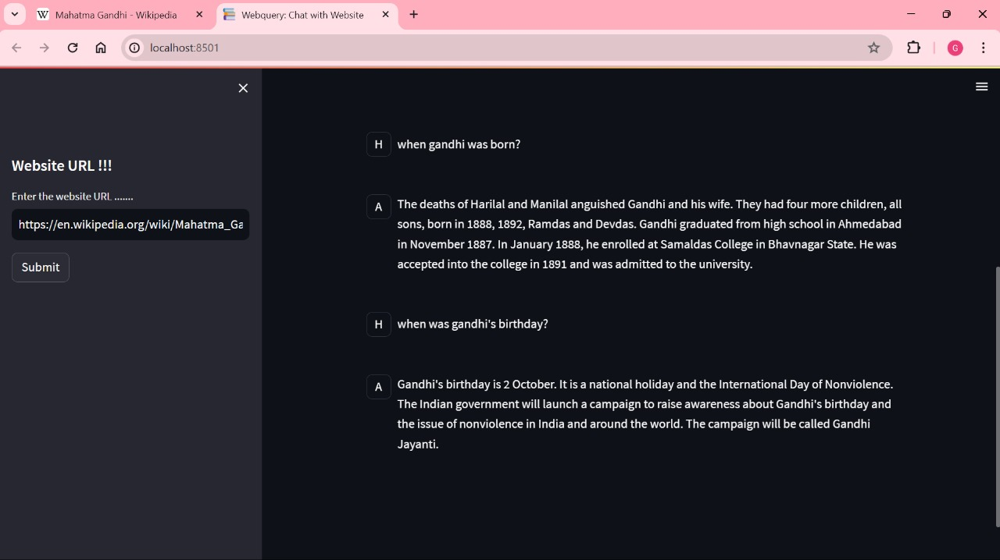 Mahatma Gandhi - Wikipedia
Webquery: Chat with Website
localhost:8501
G
Website URL !!!
Enter the website URL .......
https://en.wikipedia.org/wiki/Mahatma_Ga
Submit
H when gandhi was born?
A The deaths of Harilal and Manilal anguished Gandhi and his wife. They had four more children, all
sons, born in 1888, 1892, Ramdas and Devdas. Gandhi graduated from high school in Ahmedabad
in November 1887. In January 1888, he enrolled at Samaldas College in Bhavnagar State. He was
accepted into the college in 1891 and was admitted to the university.
H when was gandhi's birthday?
A Gandhi's birthday is 2 October. It is a national holiday and the International Day of Nonviolence.
The Indian government will launch a campaign to raise awareness about Gandhi's birthday and
the issue of nonviolence in India and around the world. The campaign will be called Gandhi
Jayanti.